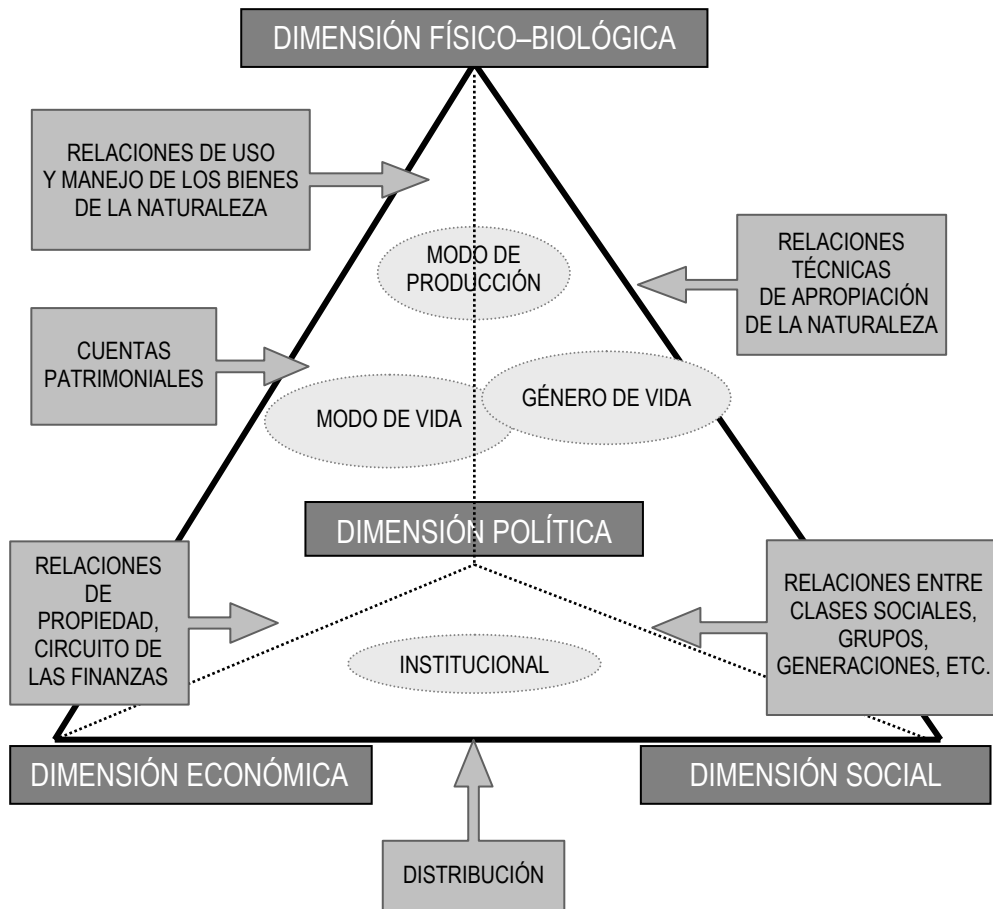 DIMENSIÓN FÍSICO–BIOLÓGICA
RELACIONES DE USO
Y MANEJO DE LOS BIENES
DE LA NATURALEZA
MODO DE
PRODUCCIÓN
RELACIONES
TÉCNICAS
DE APROPIACIÓN
DE LA NATURALEZA
CUENTAS
PATRIMONIALES
MODO DE VIDA
GÉNERO DE VIDA
DIMENSIÓN POLÍTICA
RELACIONES
DE
PROPIEDAD,
CIRCUITO DE
LAS FINANZAS
RELACIONES ENTRE
CLASES SOCIALES,
GRUPOS,
GENERACIONES, ETC.
INSTITUCIONAL
DIMENSIÓN ECONÓMICA
DIMENSIÓN SOCIAL
DISTRIBUCIÓN